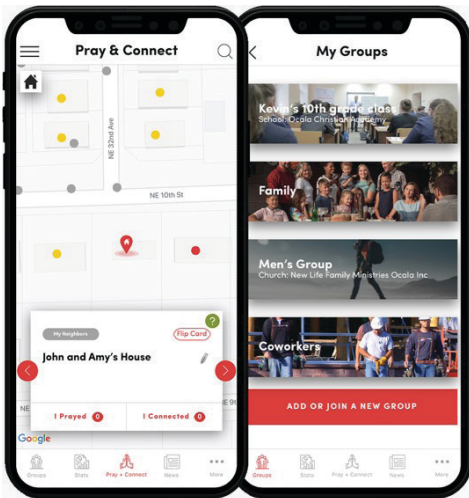 Pray & Connect
NE 32nd Ave
NE 10th St
?
My Neighbors
Flip Card
John and Amy's House
NE
NE 9t
I Prayed 0
I Connected 0
Google
Groups
Stats
Pray + Connect
News
More
My Groups
Kevin's 10th grade class
School: Ocala Christian Academy
Family
Men's Group
Church: New Life Family Ministries Ocala Inc
Coworkers
ADD OR JOIN A NEW GROUP
Groups
Stats
Pray + Connect
News
More